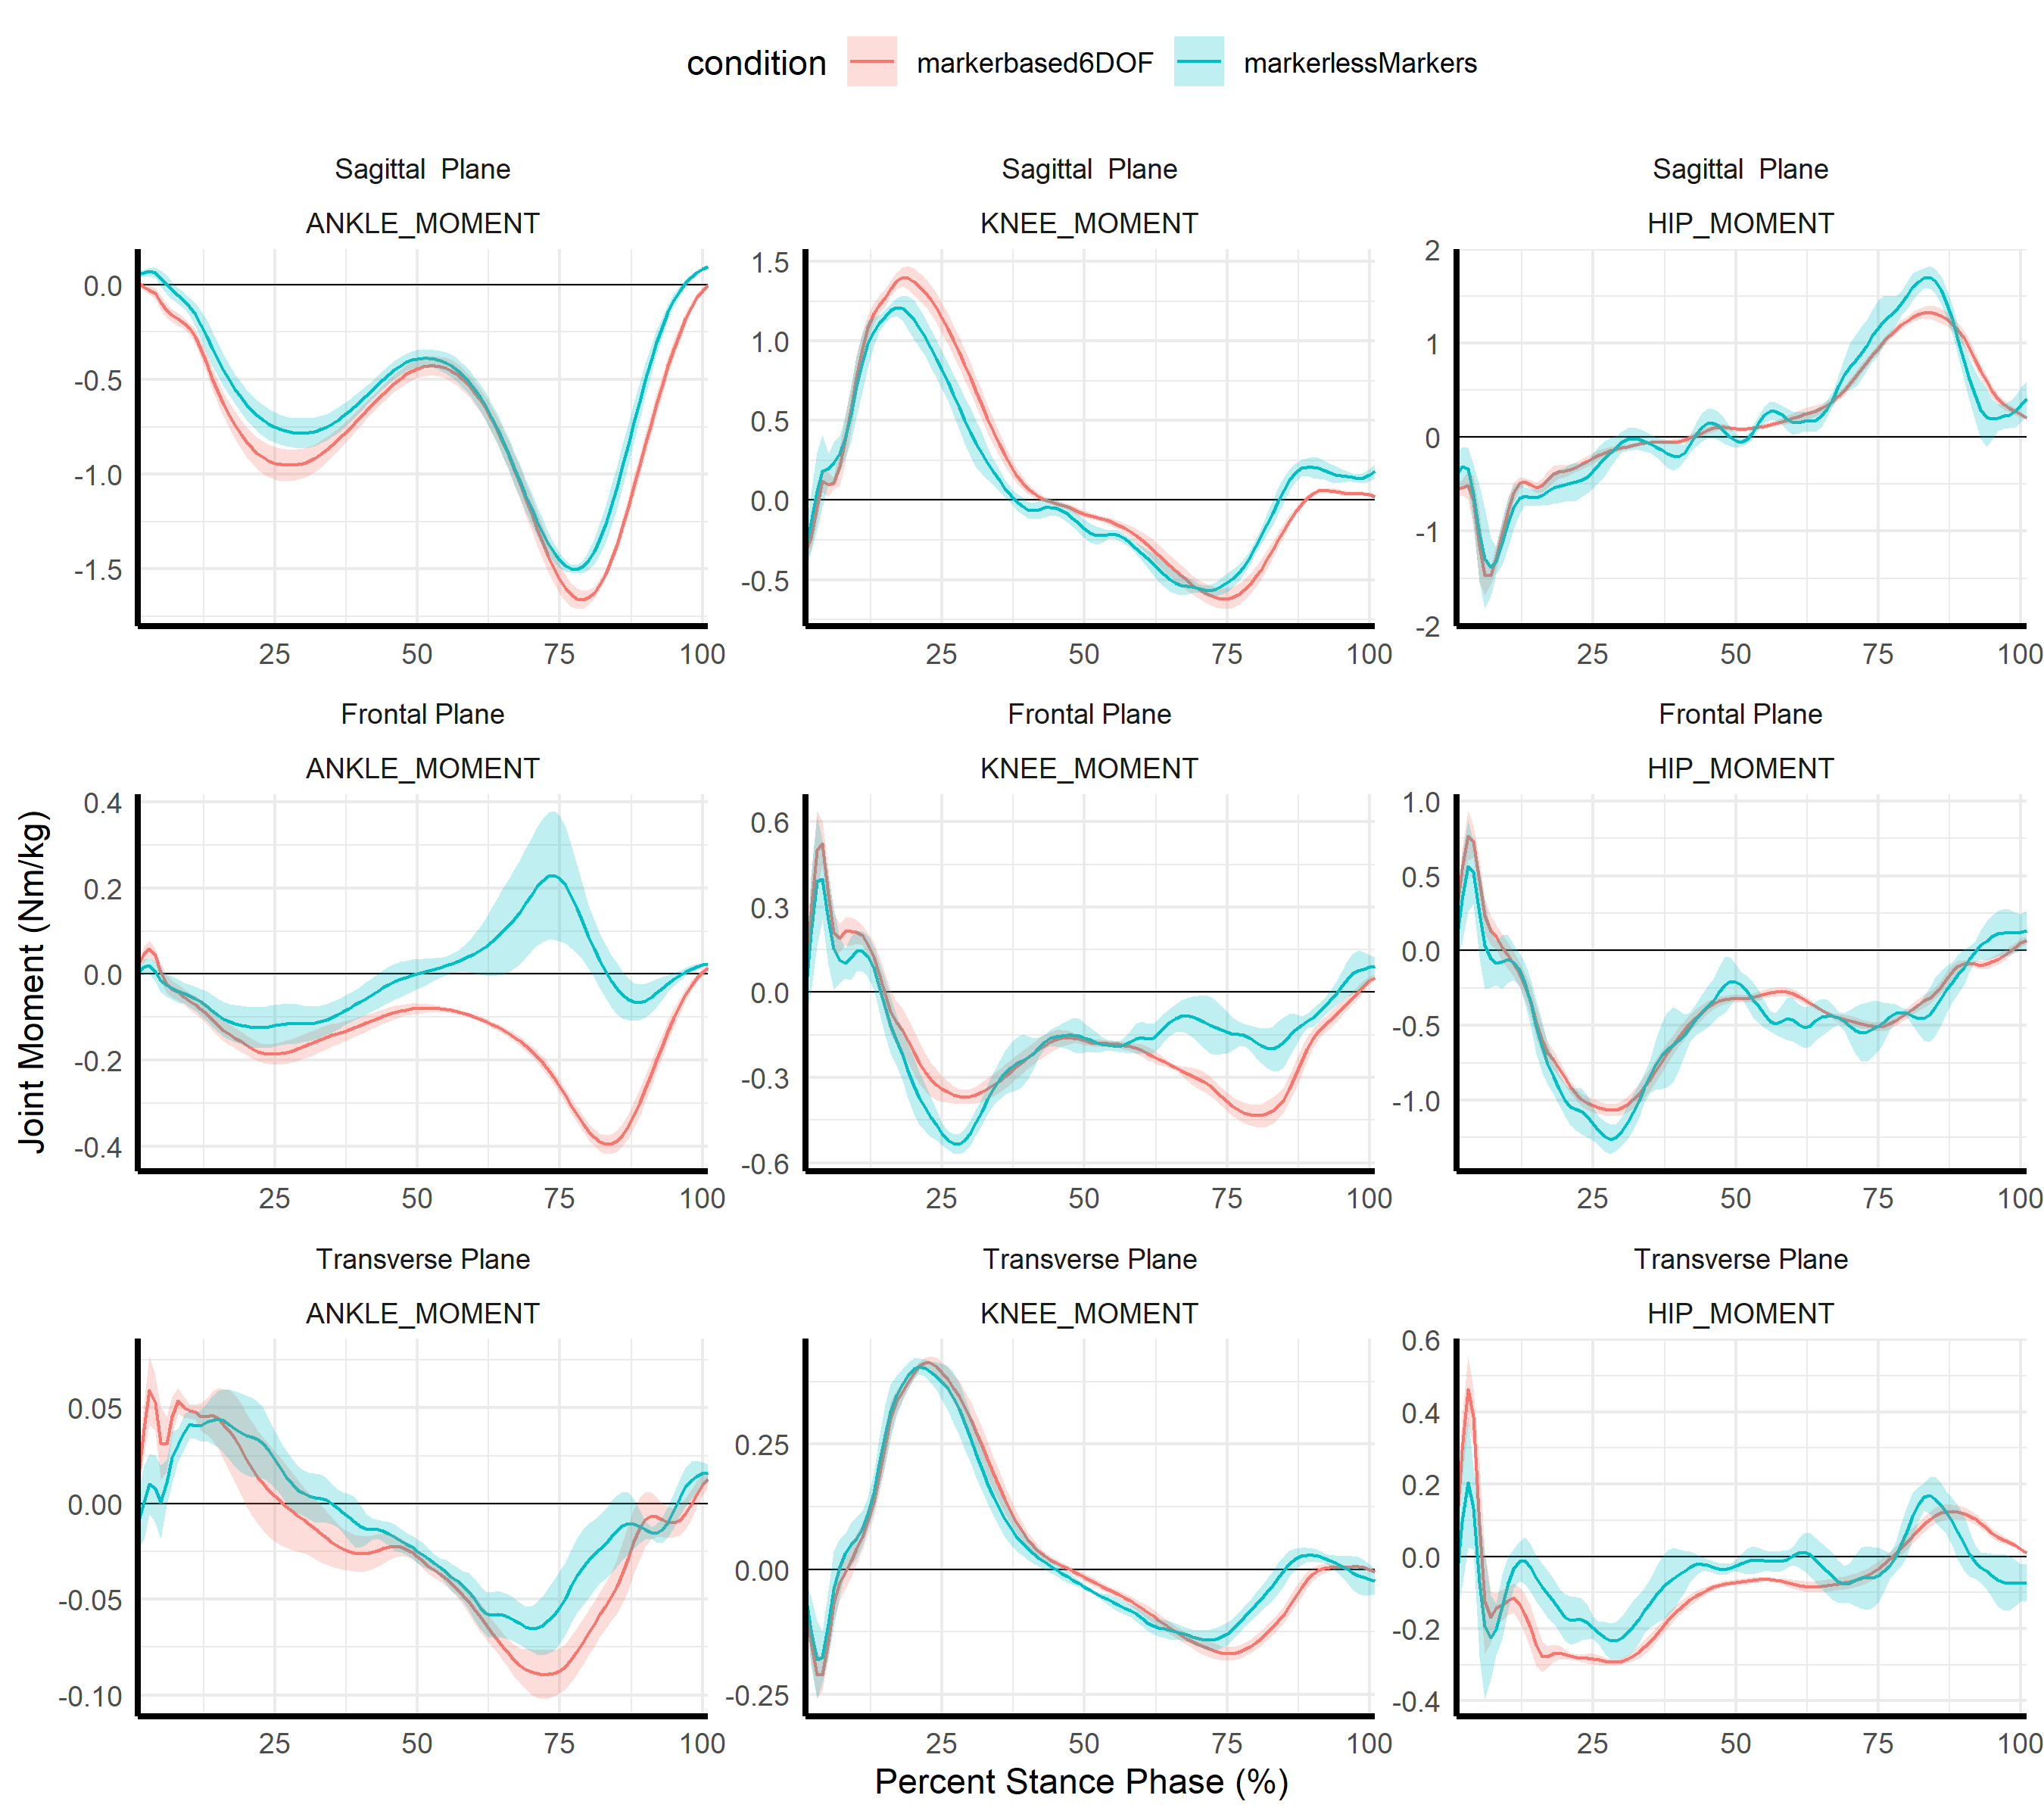 condition markerbased6DOF markerlessMarkers
Sagittal  Plane Sagittal  Plane Sagittal  Plane
ANKLE_MOMENT KNEE_MOMENT HIP_MOMENT
0.0
-0.5
-1.0
-1.5
25 50 75 100
1.5
1.0
0.5
0.0
-0.5
25 50 75 100
2
1
0
-1
-2
25 50 75 100
Frontal Plane Frontal Plane Frontal Plane
ANKLE_MOMENT KNEE_MOMENT HIP_MOMENT
Joint Moment (Nm/kg)
0.4
0.2
0.0
-0.2
-0.4
25 50 75 100
0.6
0.3
0.0
-0.3
-0.6
25 50 75 100
1.0
0.5
0.0
-0.5
-1.0
25 50 75 100
Transverse Plane Transverse Plane Transverse Plane
ANKLE_MOMENT KNEE_MOMENT HIP_MOMENT
0.05
0.00
-0.05
-0.10
25 50 75 100
0.25
0.00
-0.25
25 50 75 100
0.6
0.4
0.2
0.0
-0.2
-0.4
25 50 75 100
Percent Stance Phase (%)